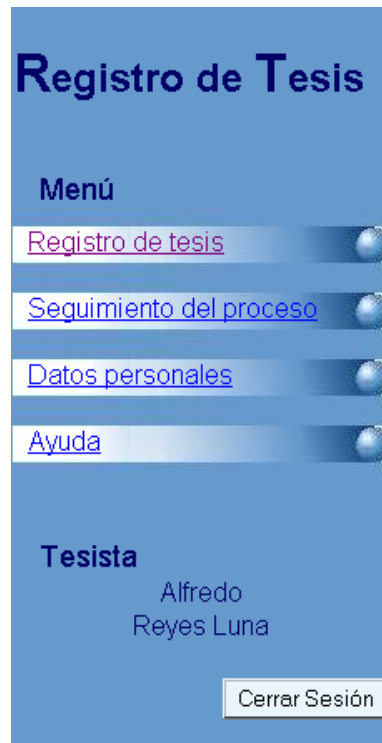 Registro de Tesis
Menú
Registro de tesis
Seguimiento del proceso
Datos personales
Ayuda
Tesista
Alfredo
Reyes Luna
Cerrar Sesión